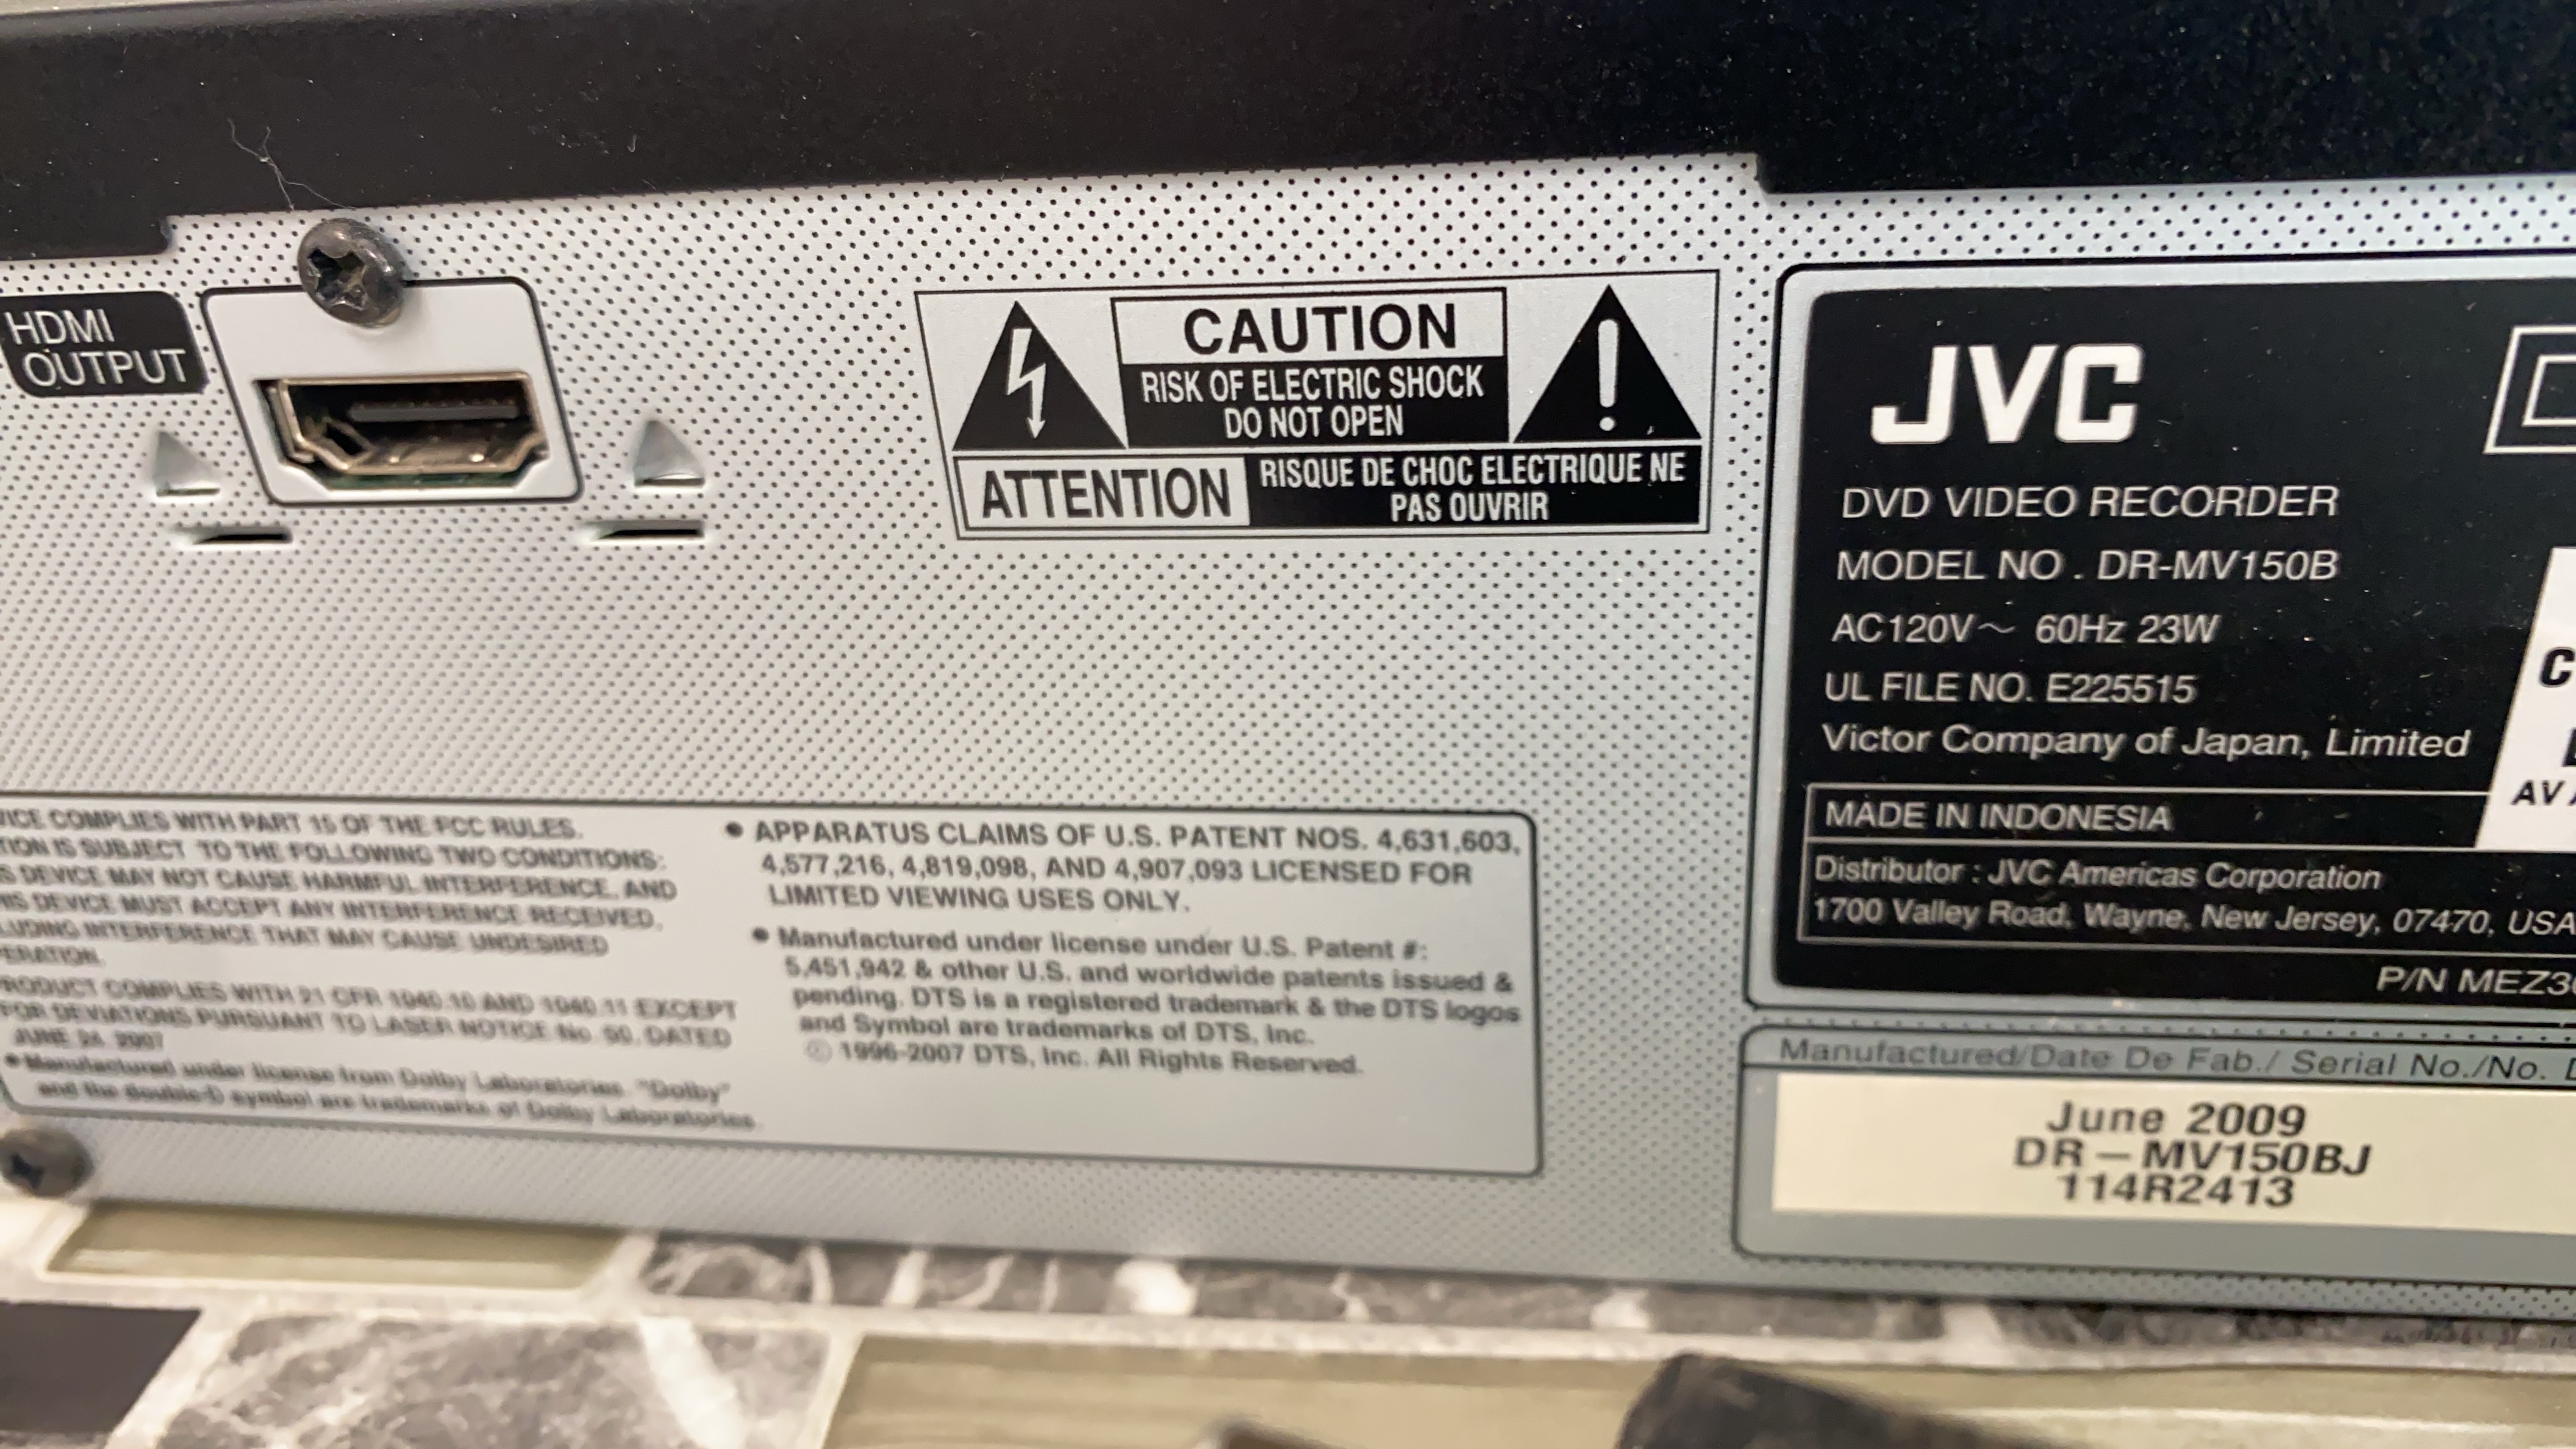 HDMI
OUTPUT
CAUTION
RISK OF ELECTRIC SHOCK
DO NOT OPEN
ATTENTION
RISQUE DE CHOC ELECTRIQUE NE
PAS OUVRIR
JVC
DVD VIDEO RECORDER
MODEL NO . DR-MV150B
AC120V~ 60Hz 23W
UL FILE NO. E225515
Victor Company of Japan, Limited
MADE IN INDONESIA
Distributor : JVC Americas Corporation
1700 Valley Road, Wayne, New Jersey, 07470, USA
P/N
AV
COMPLIES WITH PART 15 OF THE FCC RULES.
IS SUBJECT TO THE FOLLOWING TWO CONDITIONS:
DEVICE MAY NOT CAUSE HARMFUL INTERFERENCE, AND
DEVICE MUST ACCEPT ANY INTERFERENCE RECEIVED,
INTERFERENCE THAT MAY CAUSE UNDESIRED
COMPLIES WITH 21 CFR 1040.10 AND 1040.11 EXCEPT
FOR DEVIATIONS PURSUANT TO LASER NOTICE No. 50, DATED
JUNE 24, 2007
• Manufactured under license from Dolby Laboratories. "Dolby"
and the double-D symbol are trademarks of Dolby Laboratories.
• APPARATUS CLAIMS OF U.S. PATENT NOS. 4,631,603,
4,577,216, 4,819,098, AND 4,907,093 LICENSED FOR
LIMITED VIEWING USES ONLY.
• Manufactured under license under U.S. Patent #:
5,451,942 & other U.S. and worldwide patents issued &
pending. DTS is a registered trademark & the DTS logos
and Symbol are trademarks of DTS, Inc.
© 1996-2007 DTS, Inc. All Rights Reserved.
Manufactured/Date De Fab./ Serial No./No.
June 2009
DR-MV150BJ
114R2413